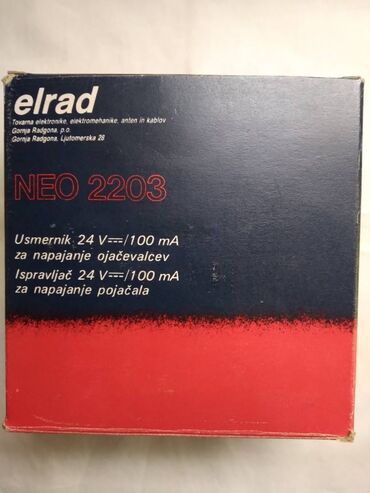 elrad
Tovarna elektronike, elektromehanike, anten in kablov
Gornja Radgona, p.o.
Gornja Radgona, Ljutomerska 28
NEO 2203
Usmernik 24 V⎓/100 mA
za napajanje ojačevalcev
Ispravljač 24 V⎓/100 mA
za napajanje pojačala